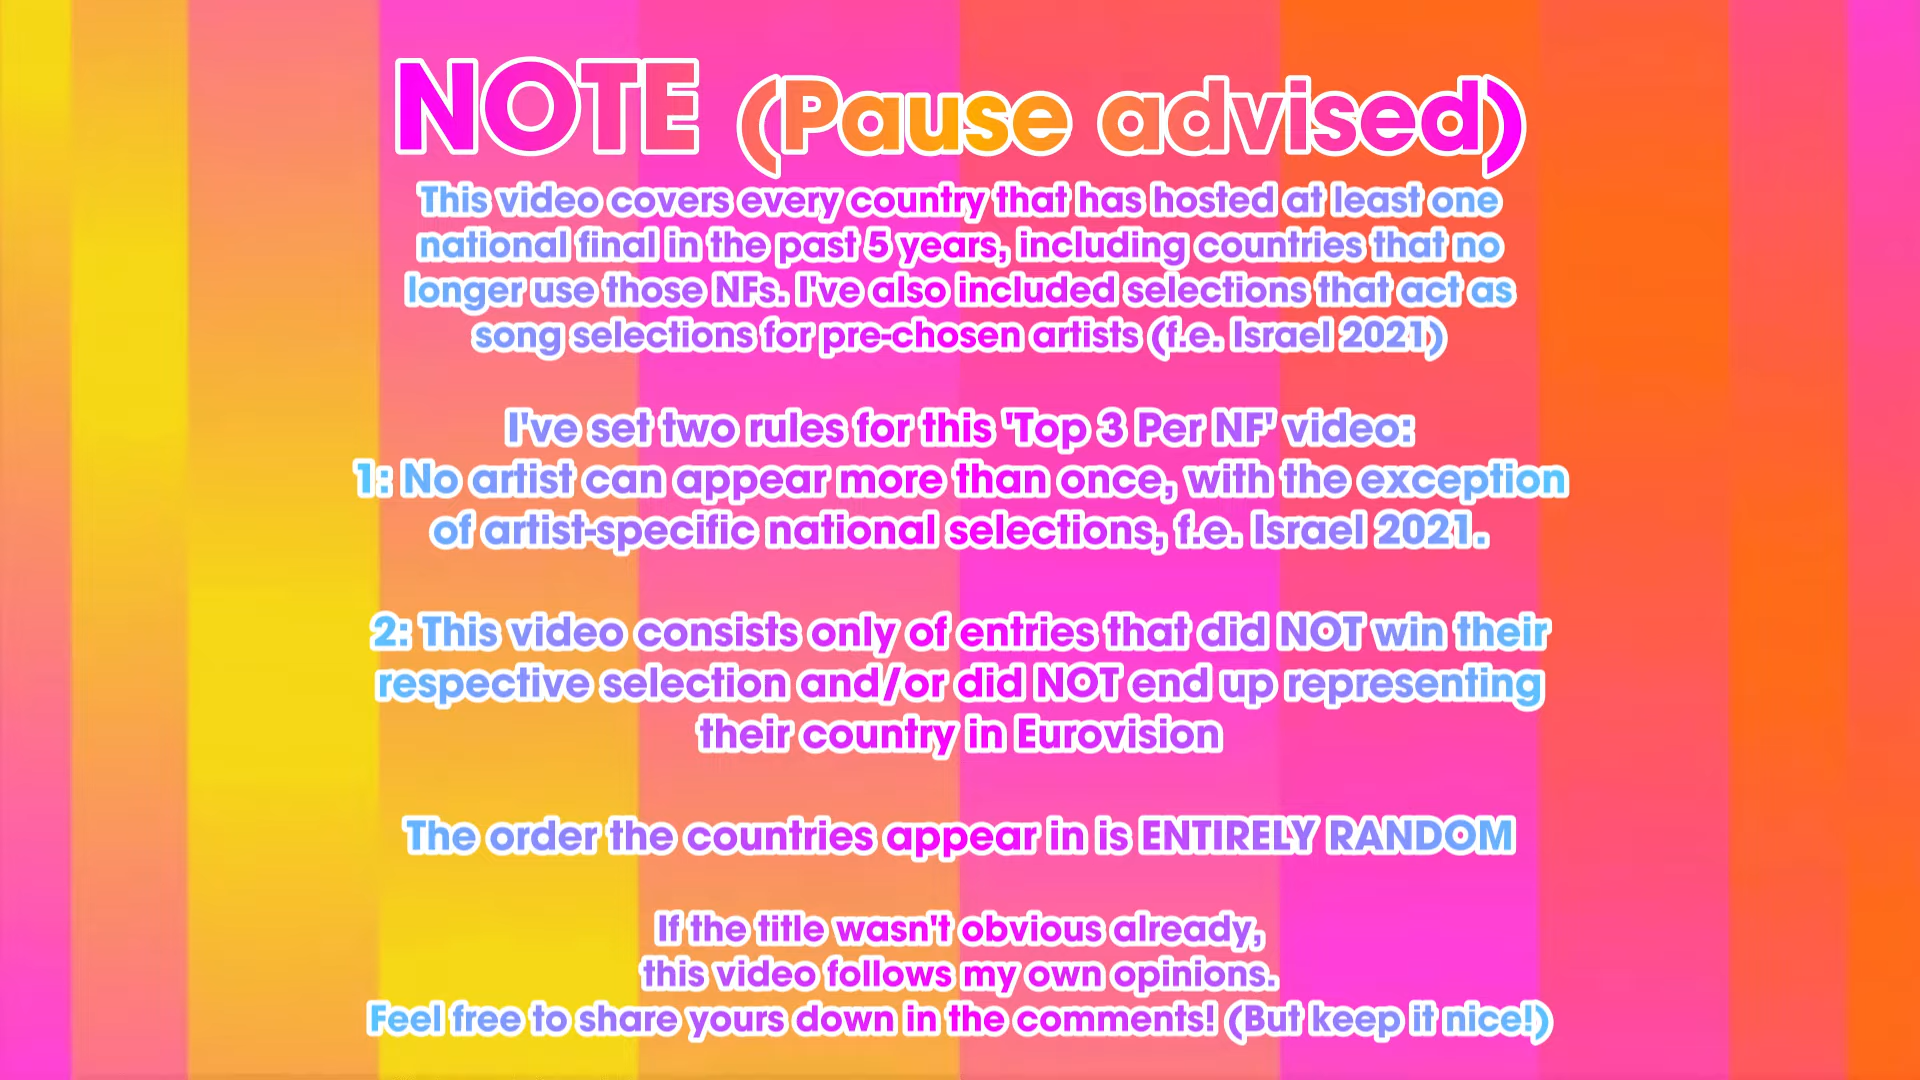 NOTE (Pause advised)
This video covers every country that has hosted at least one
national final in the past 5 years, including countries that no
longer use those NFs. I've also included selections that act as
song selections for pre-chosen artists (f.e. Israel 2021)
I've set two rules for this 'Top 3 Per NF' video:
1: No artist can appear more than once, with the exception
of artist-specific national selections, f.e. Israel 2021.
2: This video consists only of entries that did NOT win their
respective selection and/or did NOT end up representing
their country in Eurovision
The order the countries appear in is ENTIRELY RANDOM
If the title wasn't obvious already,
this video follows my own opinions.
Feel free to share yours down in the comments! (But keep it nice!)